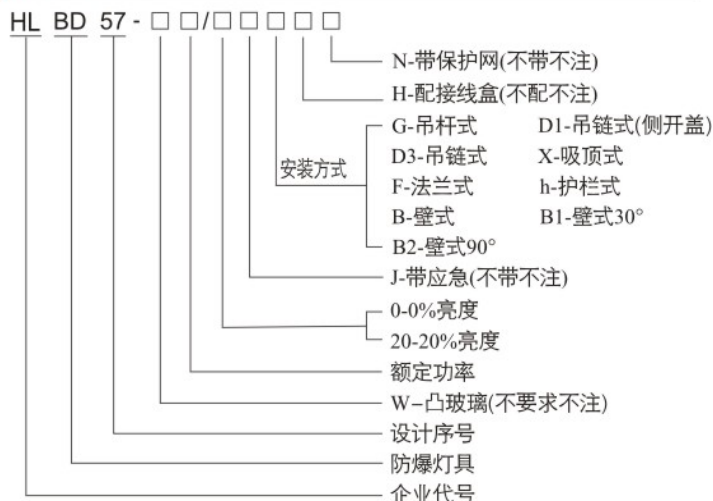 HL BD 57-□□/□□□□□
N-带保护网(不带不注)
H-配接线盒(不配不注)
安装方式
G-吊杆式 D1-吊链式(侧开盖)
D3-吊链式 X-吸顶式
F-法兰式 h-护栏式
B-壁式 B1-壁式30°
B2-壁式90°
J-带应急(不带不注)
0-0%亮度
20-20%亮度
额定功率
W–凸玻璃(不要求不注)
设计序号
防爆灯具
企业代号